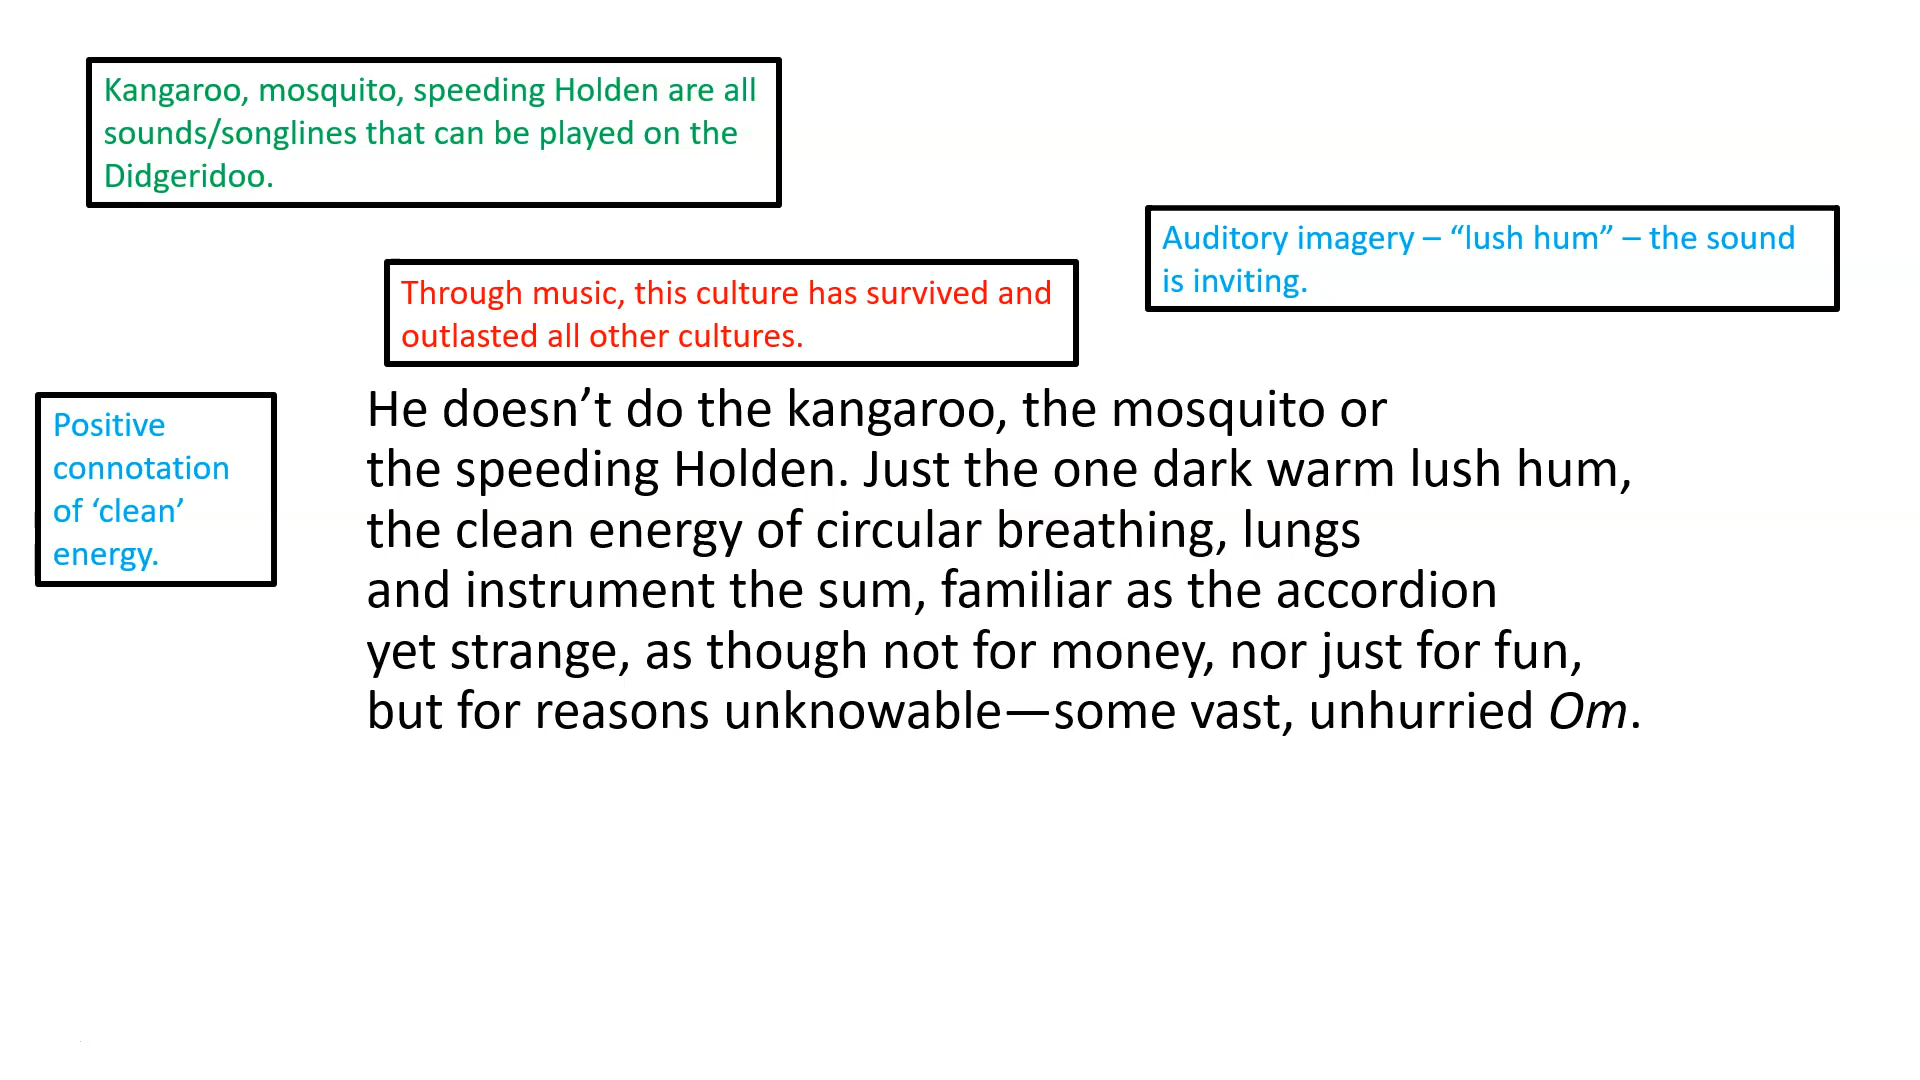 Kangaroo, mosquito, speeding Holden are all
sounds/songlines that can be played on the
Didgeridoo.
Auditory imagery – “lush hum” – the sound
is inviting.
Through music, this culture has survived and
outlasted all other cultures.
Positive
connotation
of ‘clean’
energy.
He doesn’t do the kangaroo, the mosquito or
the speeding Holden. Just the one dark warm lush hum,
the clean energy of circular breathing, lungs
and instrument the sum, familiar as the accordion
yet strange, as though not for money, nor just for fun,
but for reasons unknowable—some vast, unhurried Om.